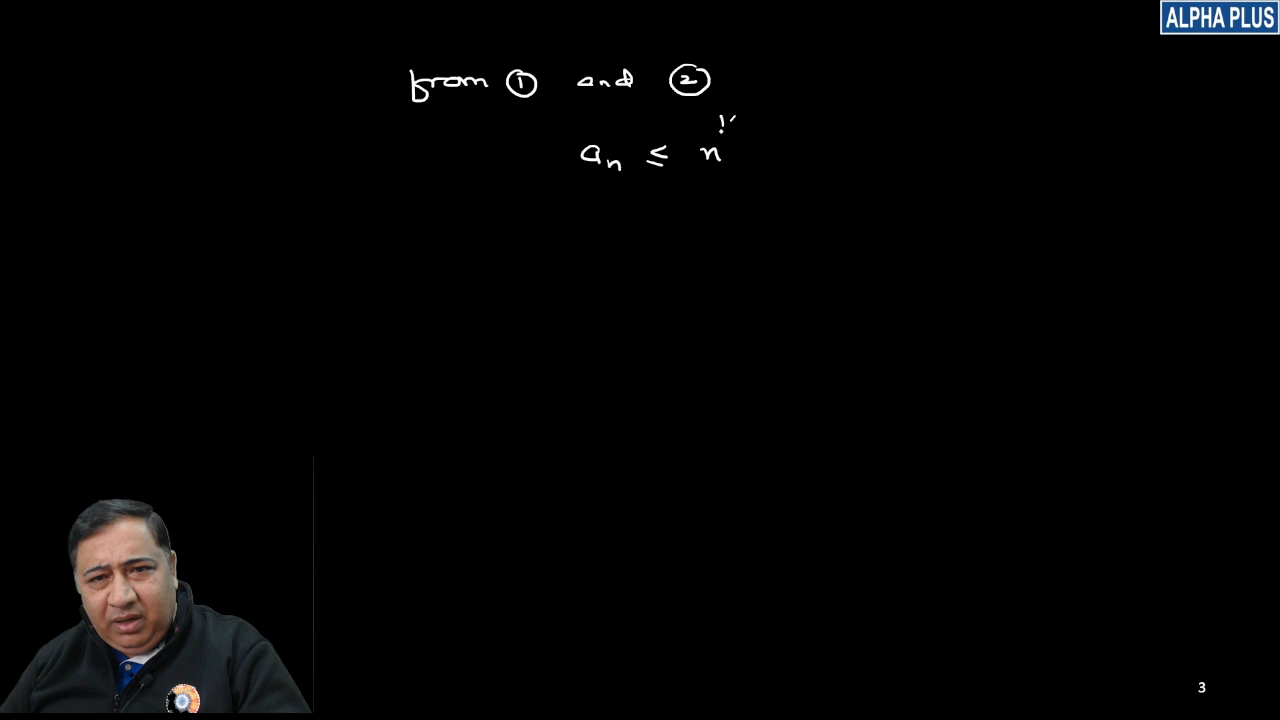 ALPHA PLUS
from ① and ②
aₙ ≤ n
3